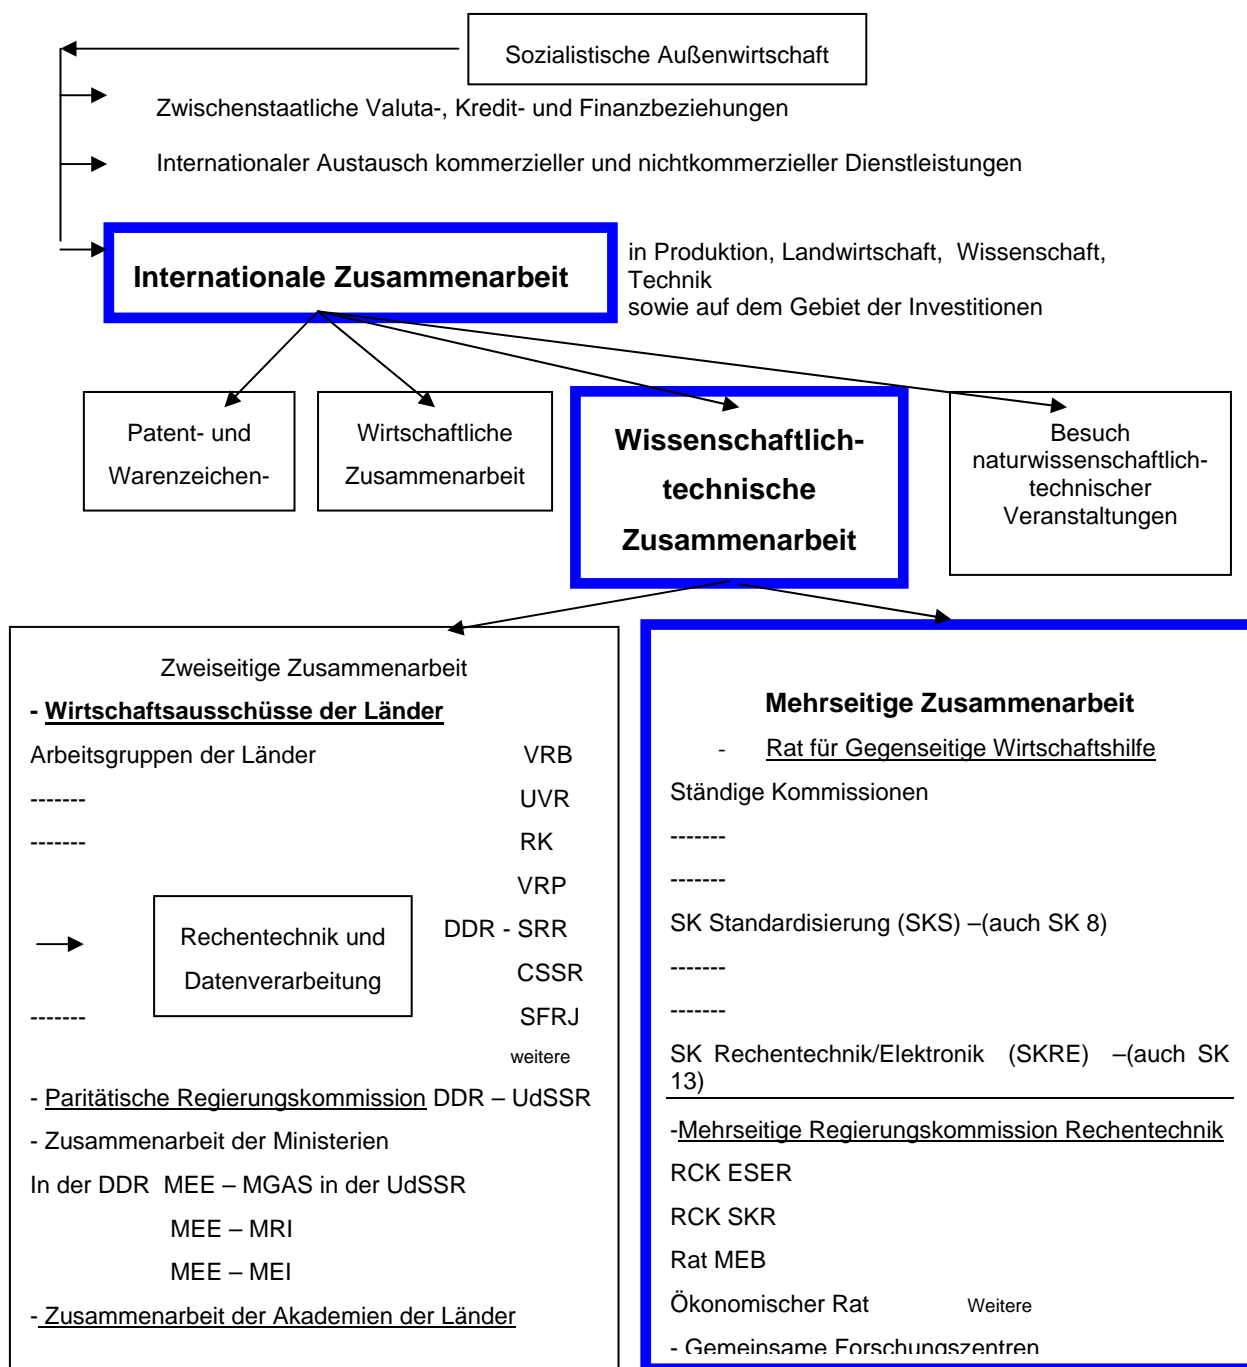 Sozialistische Außenwirtschaft
Zwischenstaatliche Valuta-, Kredit- und Finanzbeziehungen
Internationaler Austausch kommerzieller und nichtkommerzieller Dienstleistungen
Internationale Zusammenarbeit
in Produktion, Landwirtschaft, Wissenschaft,
Technik
sowie auf dem Gebiet der Investitionen
Patent- und
Warenzeichen-
Wirtschaftliche
Zusammenarbeit
Wissenschaftlich-
technische
Zusammenarbeit
Besuch
naturwissenschaftlich-
technischer
Veranstaltungen
Zweiseitige Zusammenarbeit
- Wirtschaftsausschüsse der Länder
Arbeitsgruppen der Länder VRB
------- UVR
------- RK
VRP
Rechentechnik und
Datenverarbeitung
DDR - SRR
CSSR
------- SFRJ
weitere
- Paritätische Regierungskommission DDR – UdSSR
- Zusammenarbeit der Ministerien
In der DDR MEE – MGAS in der UdSSR
MEE – MRI
MEE – MEI
- Zusammenarbeit der Akademien der Länder
Mehrseitige Zusammenarbeit
- Rat für Gegenseitige Wirtschaftshilfe
Ständige Kommissionen
-------
-------
SK Standardisierung (SKS) –(auch SK 8)
-------
-------
SK Rechentechnik/Elektronik (SKRE) –(auch SK
13)
-Mehrseitige Regierungskommission Rechentechnik
RCK ESER
RCK SKR
Rat MEB
Ökonomischer Rat Weitere
- Gemeinsame Forschungszentren